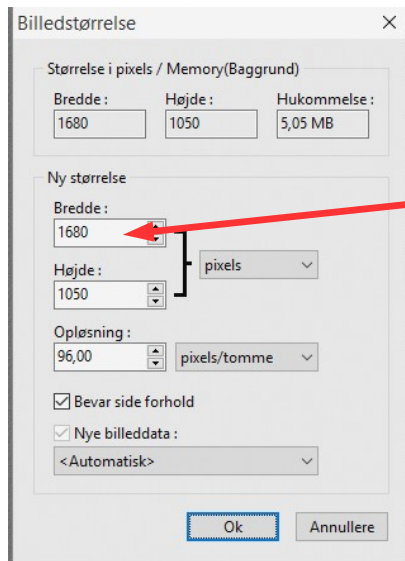 Billedstørrelse
Størrelse i pixels / Memory(Baggrund)
Bredde : Højde : Hukommelse :
1680 1050 5,05 MB
Ny størrelse
Bredde :
1680
pixels
Højde :
1050
Opløsning :
96,00 pixels/tomme
Bevar side forhold
Nye billeddata :
<Automatisk>
Ok Annullere